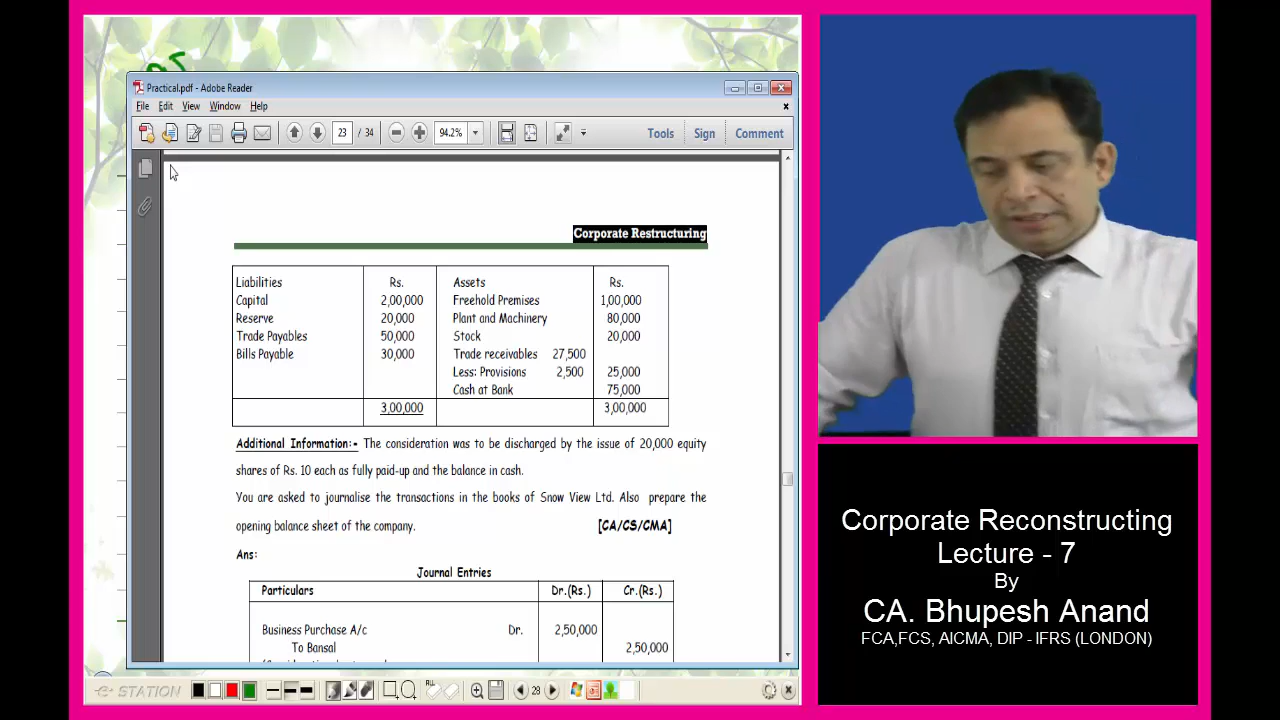 Practical.pdf - Adobe Reader
File Edit View Window Help
23 / 34 94.2% Tools Sign Comment
Corporate Restructuring
Liabilities Rs. Assets Rs.
Capital 2,00,000 Freehold Premises 1,00,000
Reserve 20,000 Plant and Machinery 80,000
Trade Payables 50,000 Stock 20,000
Bills Payable 30,000 Trade receivables 27,500
Less: Provisions 2,500 25,000
Cash at Bank 75,000
3,00,000 3,00,000
Additional Information:- The consideration was to be discharged by the issue of 20,000 equity
shares of Rs. 10 each as fully paid-up and the balance in cash.
You are asked to journalise the transactions in the books of Snow View Ltd. Also prepare the
opening balance sheet of the company. [CA/CS/CMA]
Ans:
Journal Entries
Particulars Dr.(Rs.) Cr.(Rs.)
Business Purchase A/c Dr. 2,50,000
To Bansal 2,50,000
STATION
28
Corporate Reconstructing
Lecture - 7
By
CA. Bhupesh Anand
FCA,FCS, AICMA, DIP - IFRS (LONDON)